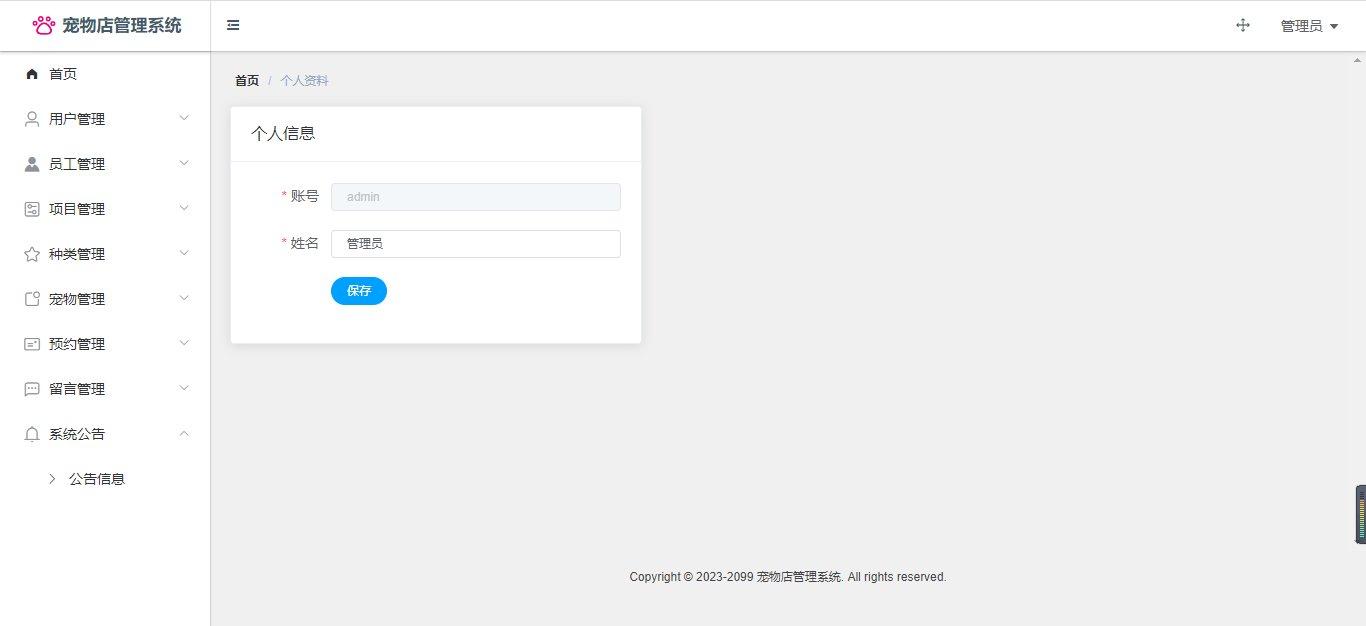 宠物店管理系统
管理员
首页
用户管理
员工管理
项目管理
种类管理
宠物管理
预约管理
留言管理
系统公告
公告信息
首页 / 个人资料
个人信息
* 账号 admin
* 姓名 管理员
保存
Copyright © 2023-2099 宠物店管理系统. All rights reserved.